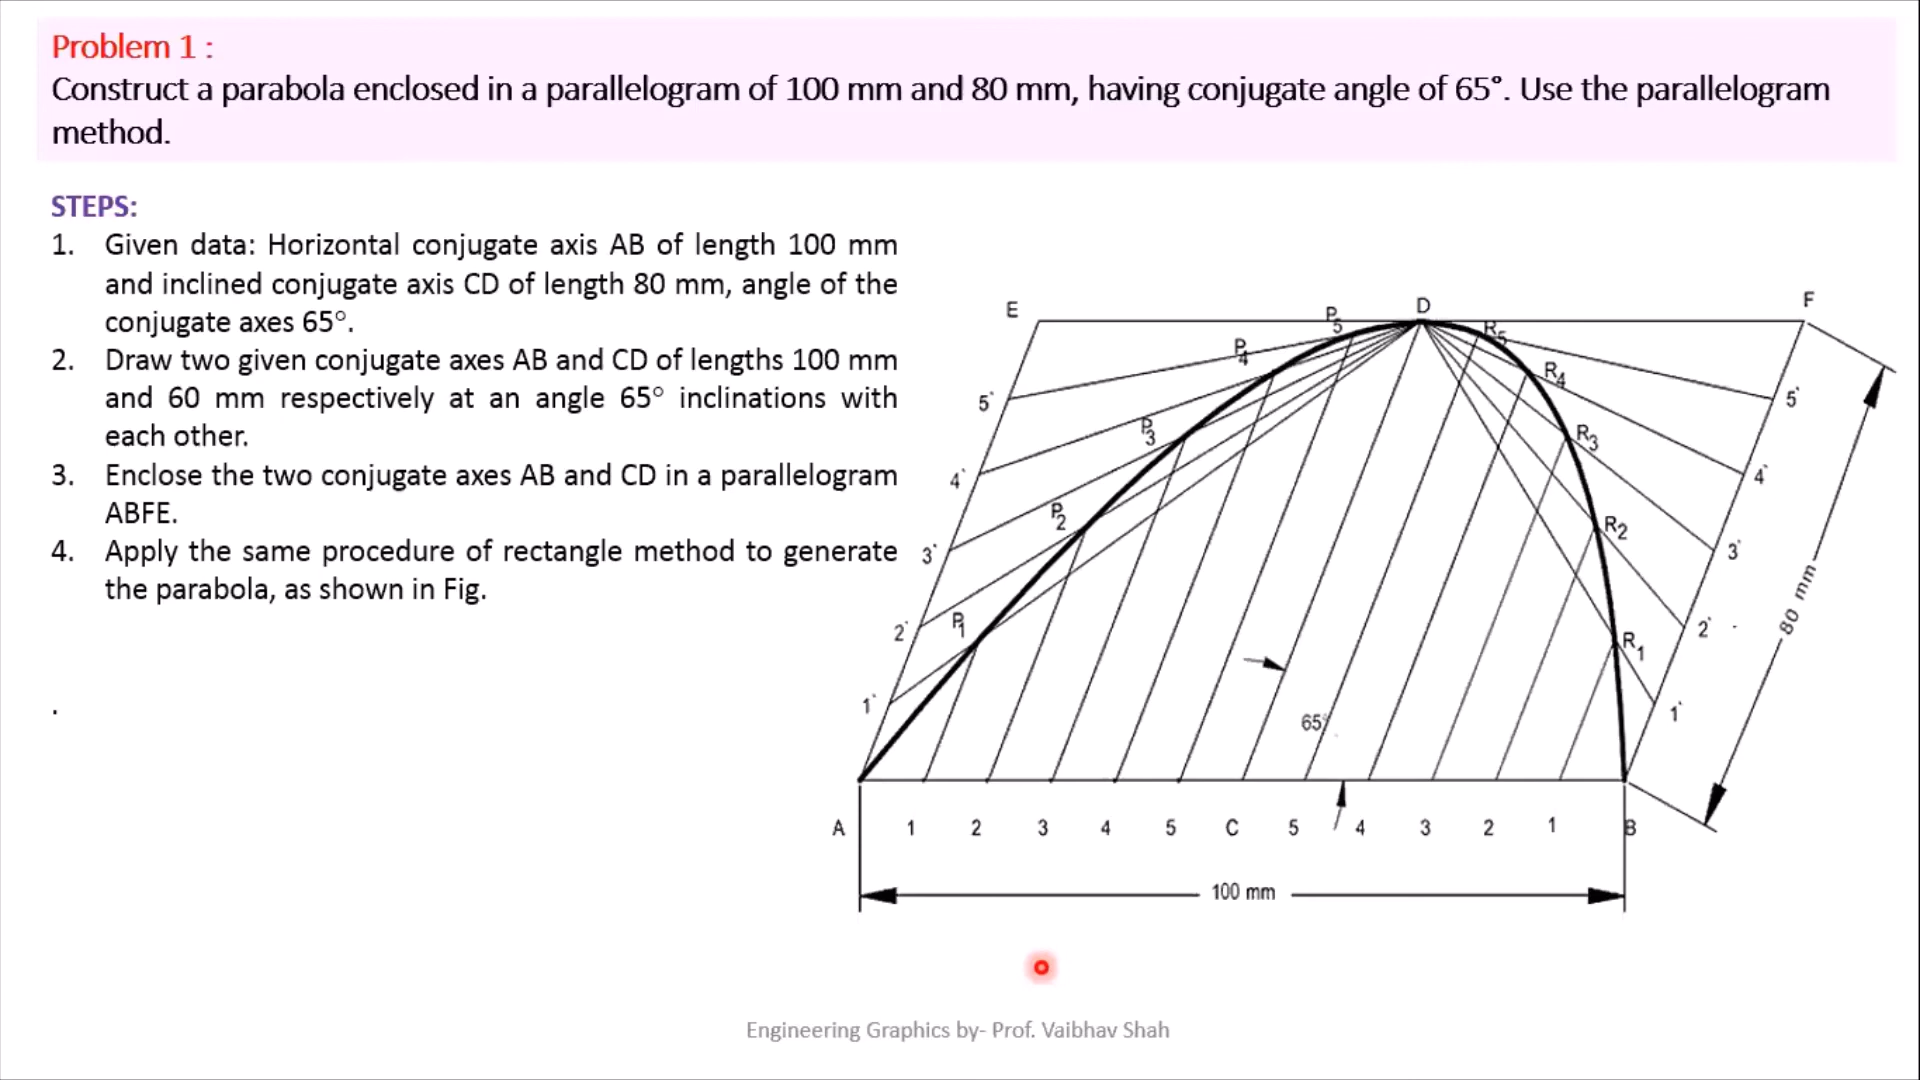 Problem 1 :
Construct a parabola enclosed in a parallelogram of 100 mm and 80 mm, having conjugate angle of 65°. Use the parallelogram
method.
STEPS:
1. Given data: Horizontal conjugate axis AB of length 100 mm
and inclined conjugate axis CD of length 80 mm, angle of the
conjugate axes 65°.
2. Draw two given conjugate axes AB and CD of lengths 100 mm
and 60 mm respectively at an angle 65° inclinations with
each other.
3. Enclose the two conjugate axes AB and CD in a parallelogram
ABFE.
4. Apply the same procedure of rectangle method to generate
the parabola, as shown in Fig.
.
E P5 D R5 F
P4 R4
5' P3 R3 5'
4' P2 R2 4'
3' 3'
2' P1 R1 2'
80 mm
1' 65° 1'
A 1 2 3 4 5 C 5 4 3 2 1 B
100 mm
Engineering Graphics by- Prof. Vaibhav Shah